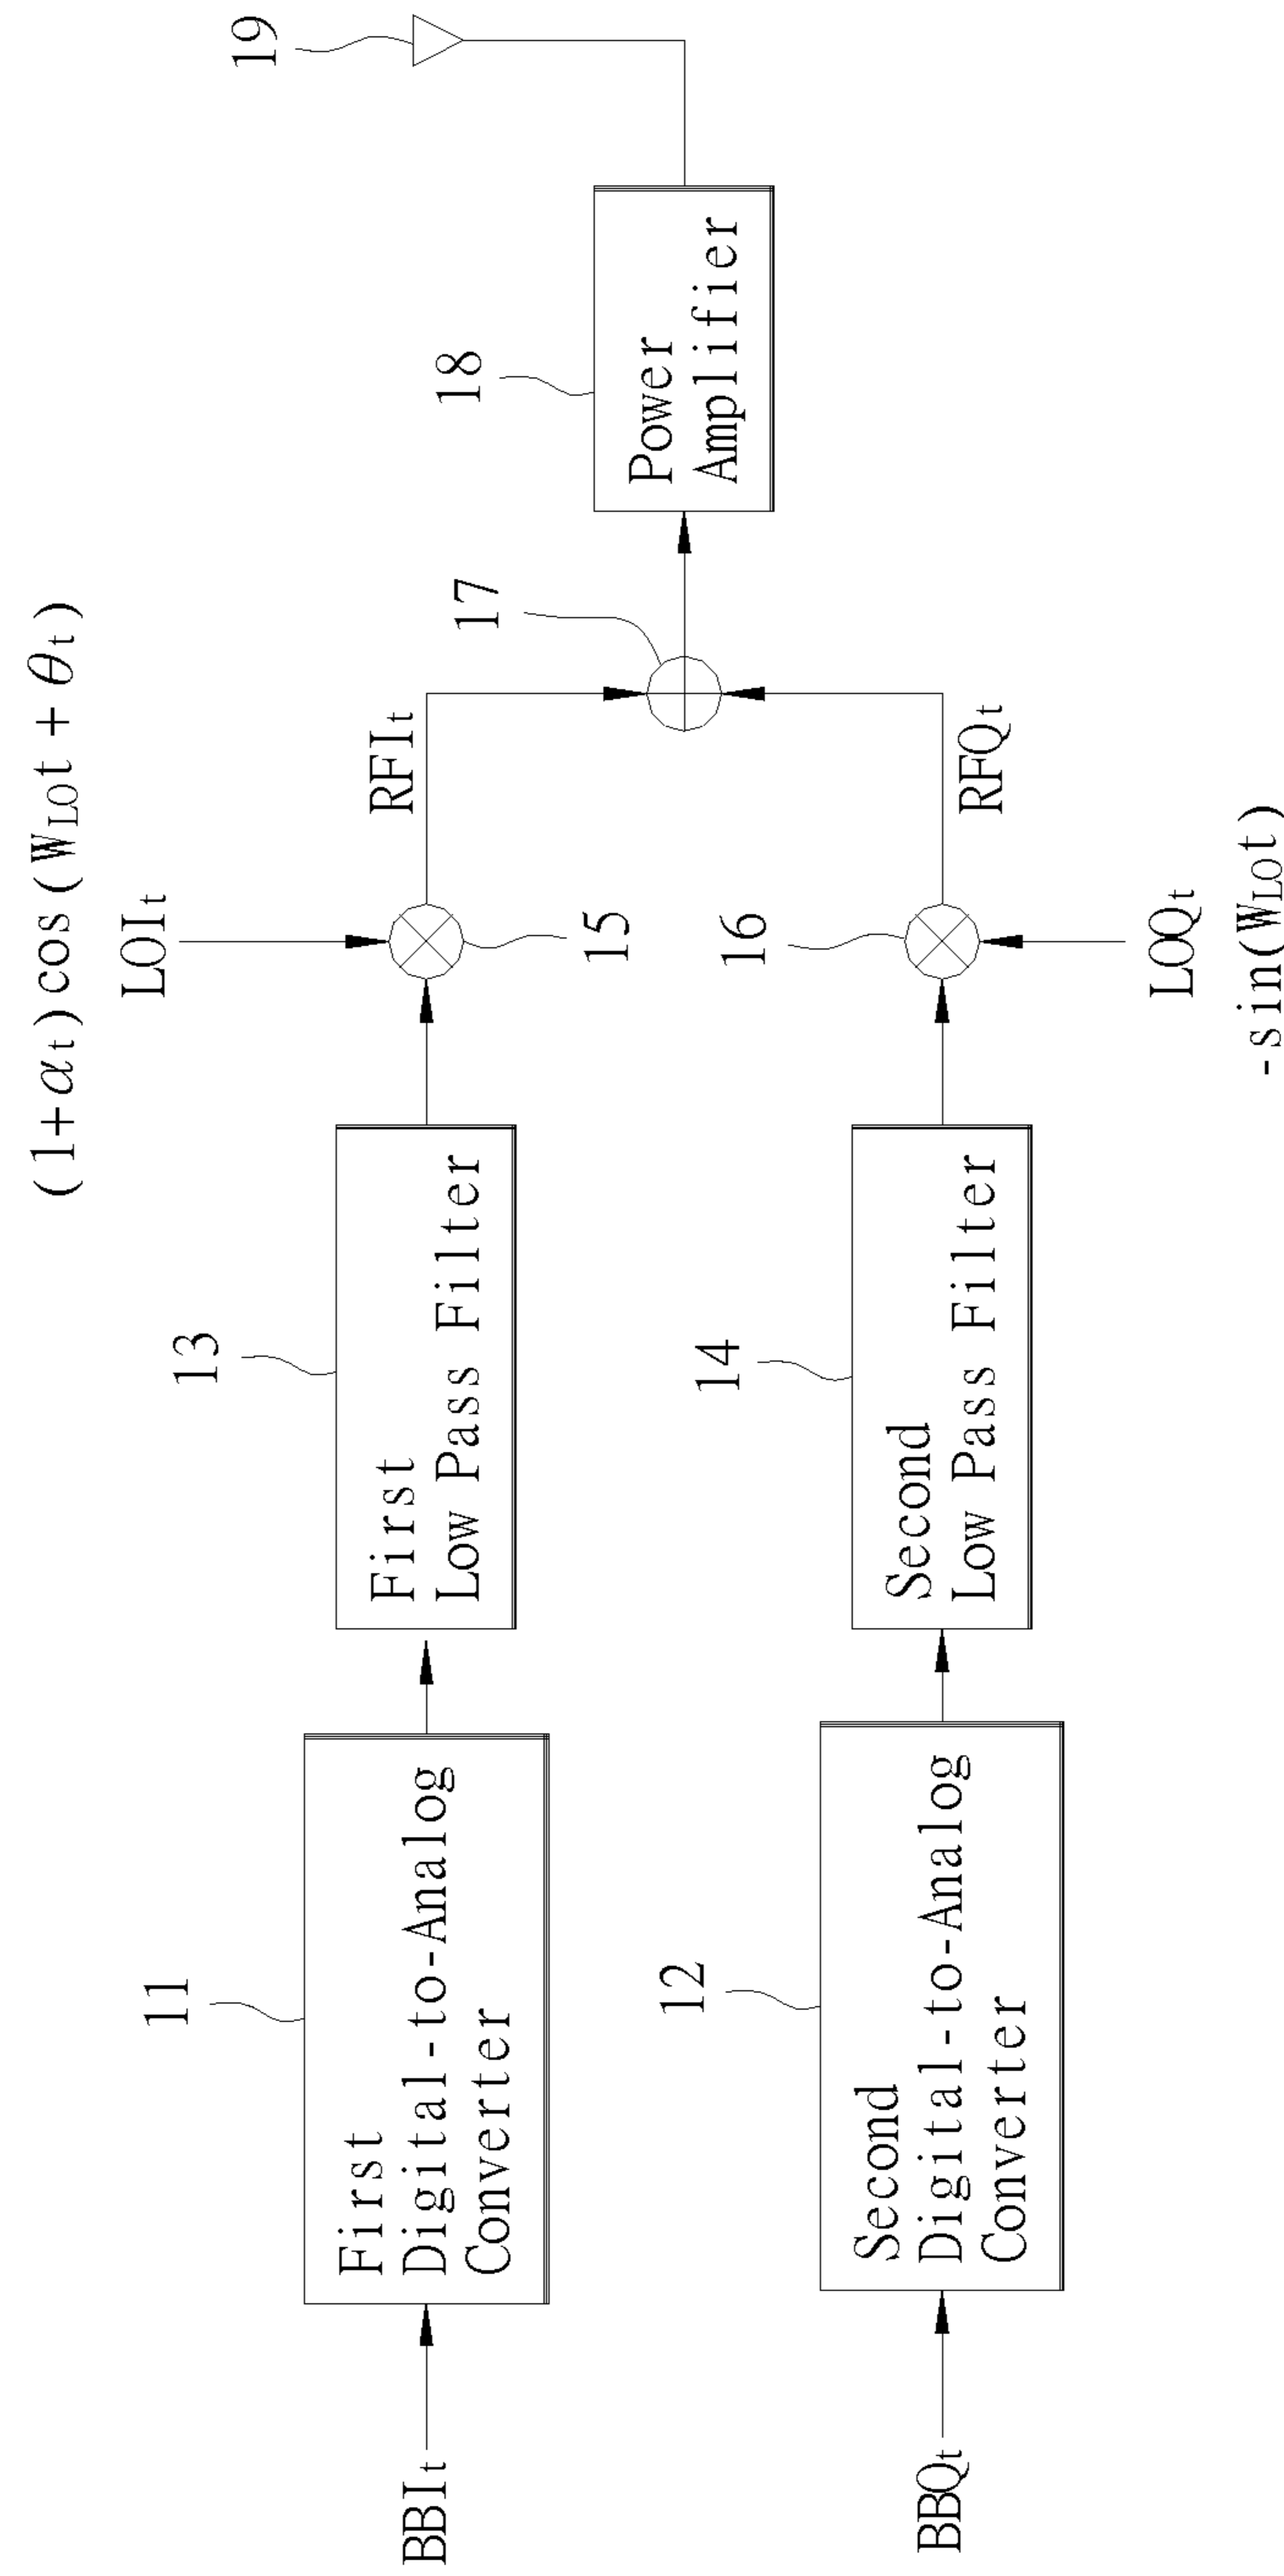 (1+αt)cos(WLOt+θt)
LOIt
19
11
13
RFIt
17
18
BBIt
First
Digital-to-Analog
Converter
First
Low Pass Filter
15
Power
Amplifier
12
14
16
RFQt
BBQt
Second
Digital-to-Analog
Converter
Second
Low Pass Filter
LOQt
-sin(WLOt)